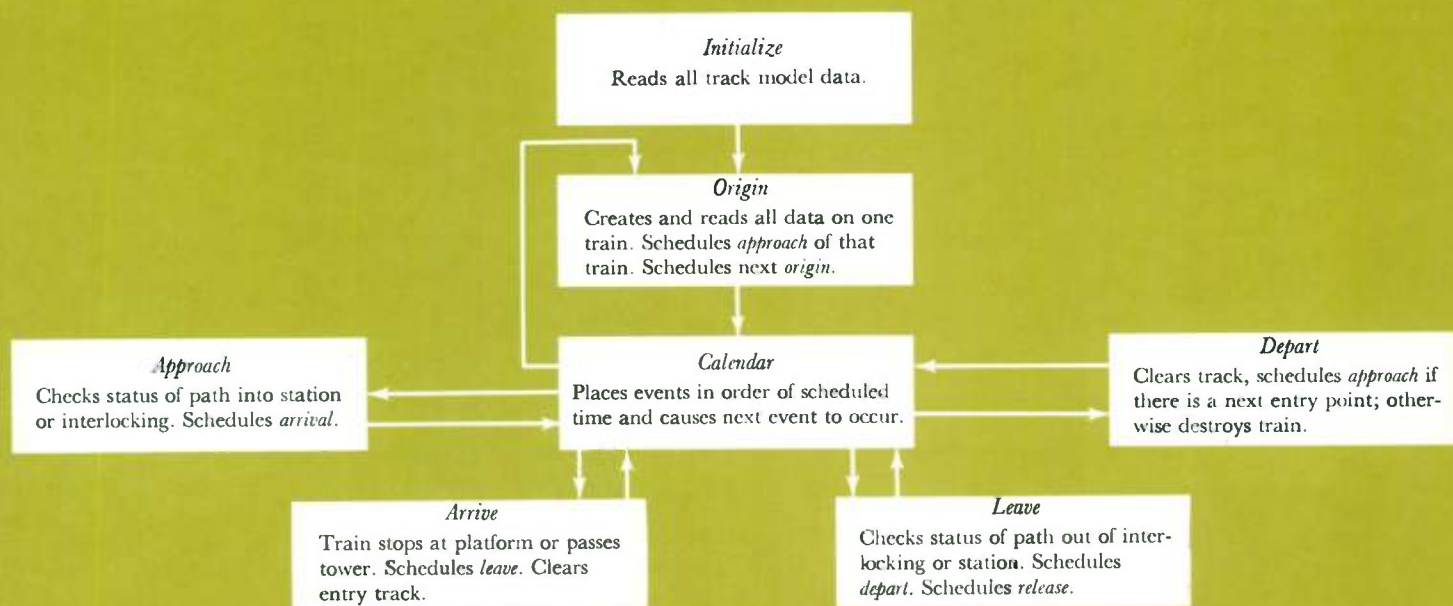 Initialize
Reads all track model data.
Origin
Creates and reads all data on one
train. Schedules approach of that
train. Schedules next origin.
Approach
Checks status of path into station
or interlocking. Schedules arrival.
Calendar
Places events in order of scheduled
time and causes next event to occur.
Depart
Clears track, schedules approach if
there is a next entry point; other-
wise destroys train.
Arrive
Train stops at platform or passes
tower. Schedules leave. Clears
entry track.
Leave
Checks status of path out of inter-
locking or station. Schedules
depart. Schedules release.